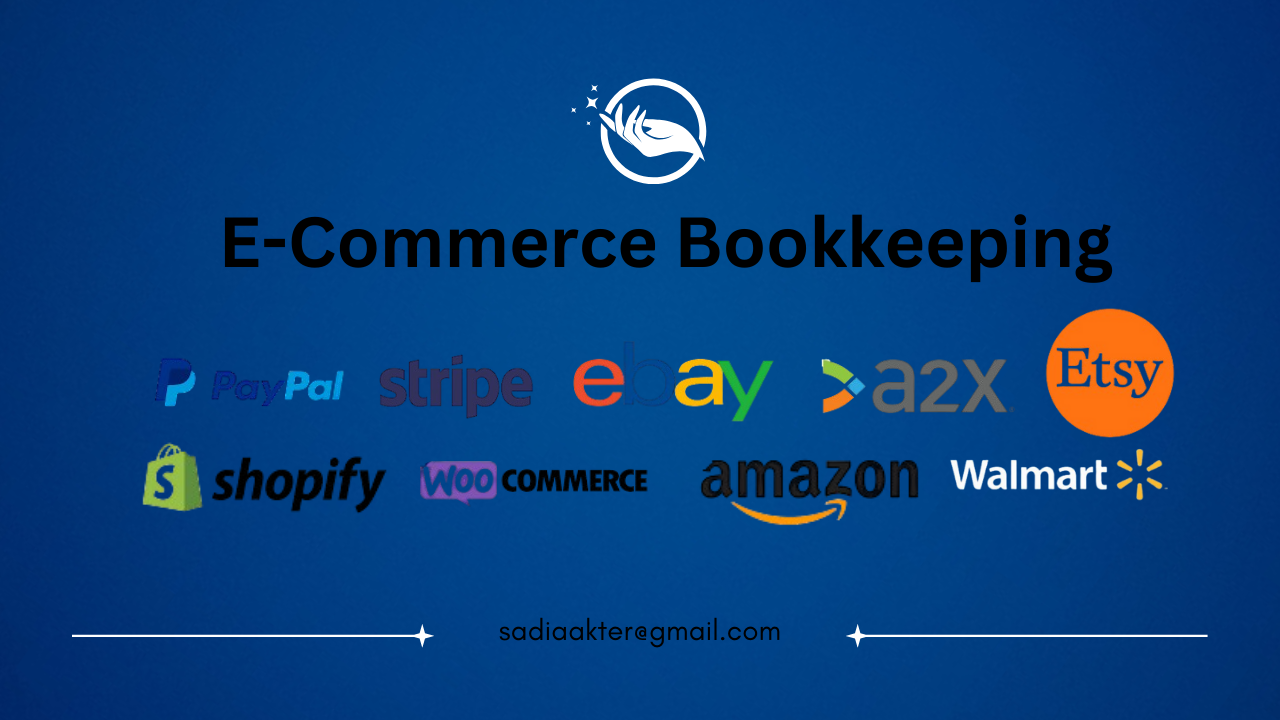 E-Commerce Bookkeeping
PayPal stripe ebay a2x Etsy
shopify WOO COMMERCE amazon Walmart
sadiaakter@gmail.com